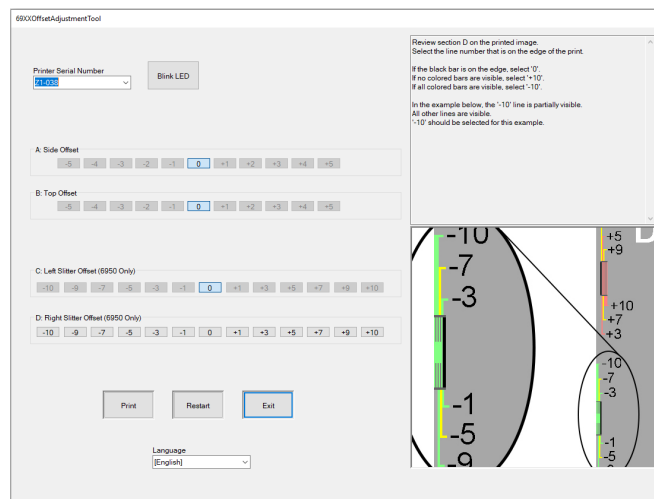 69XXOffsetAdjustmentTool
Printer Serial Number
Z1-038
Blink LED
A: Side Offset
-5 -4 -3 -2 -1 0 +1 +2 +3 +4 +5
B: Top Offset
-5 -4 -3 -2 -1 0 +1 +2 +3 +4 +5
C: Left Slitter Offset (6950 Only)
-10 -9 -7 -5 -3 -1 0 +1 +3 +5 +7 +9 +10
D: Right Slitter Offset (6950 Only)
-10 -9 -7 -5 -3 -1 0 +1 +3 +5 +7 +9 +10
Print Restart Exit
Language
[English]
Review section D on the printed image.
Select the line number that is on the edge of the print.
If the black bar is on the edge, select '0'.
If no colored bars are visible, select '+10'.
If all colored bars are visible, select '-10'.
In the example below, the '-10' line is partially visible.
All other lines are visible.
'-10' should be selected for this example.
-10
-7
-3
-1
-5
-9
D
+5
+9
+10
+7
+3
-10
-7
-3
-1
-5